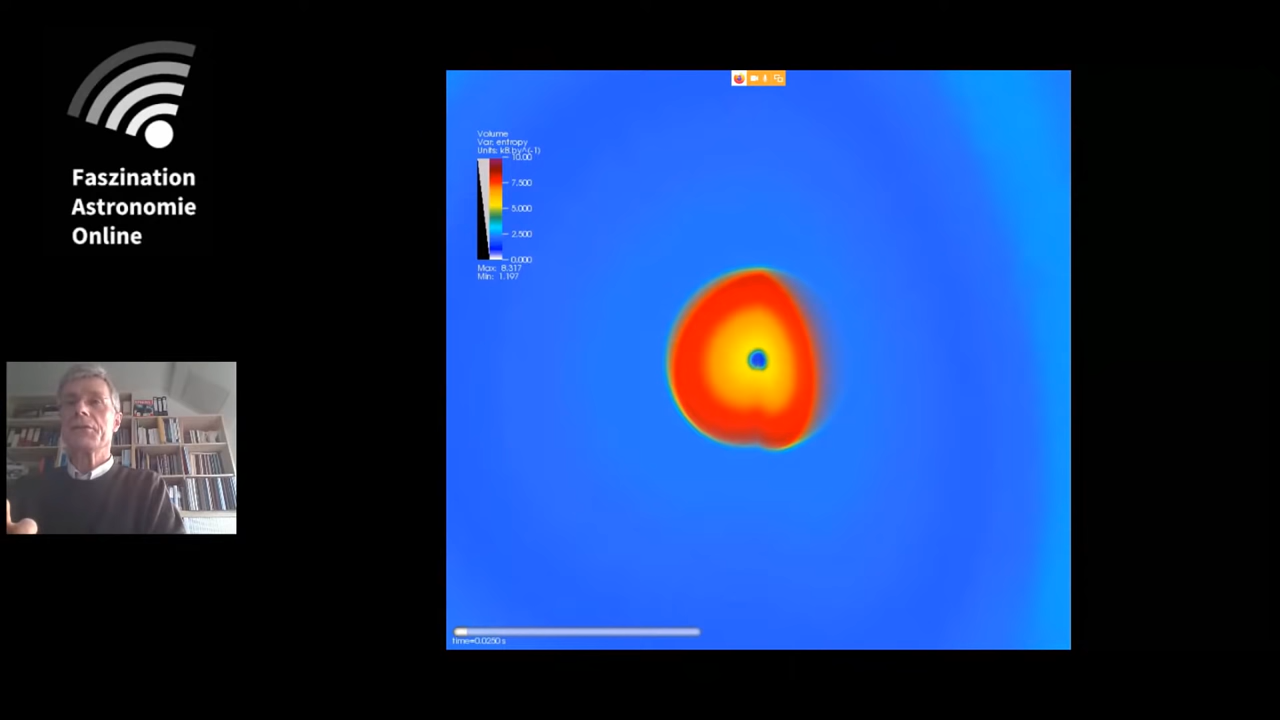 Faszination
Astronomie
Online
Volume
Var: entropy
Units: kB.by^(-1)
10.00
7.500
5.000
2.500
0.000
Max: 8.317
Min: 1.197
time=0.0250 s